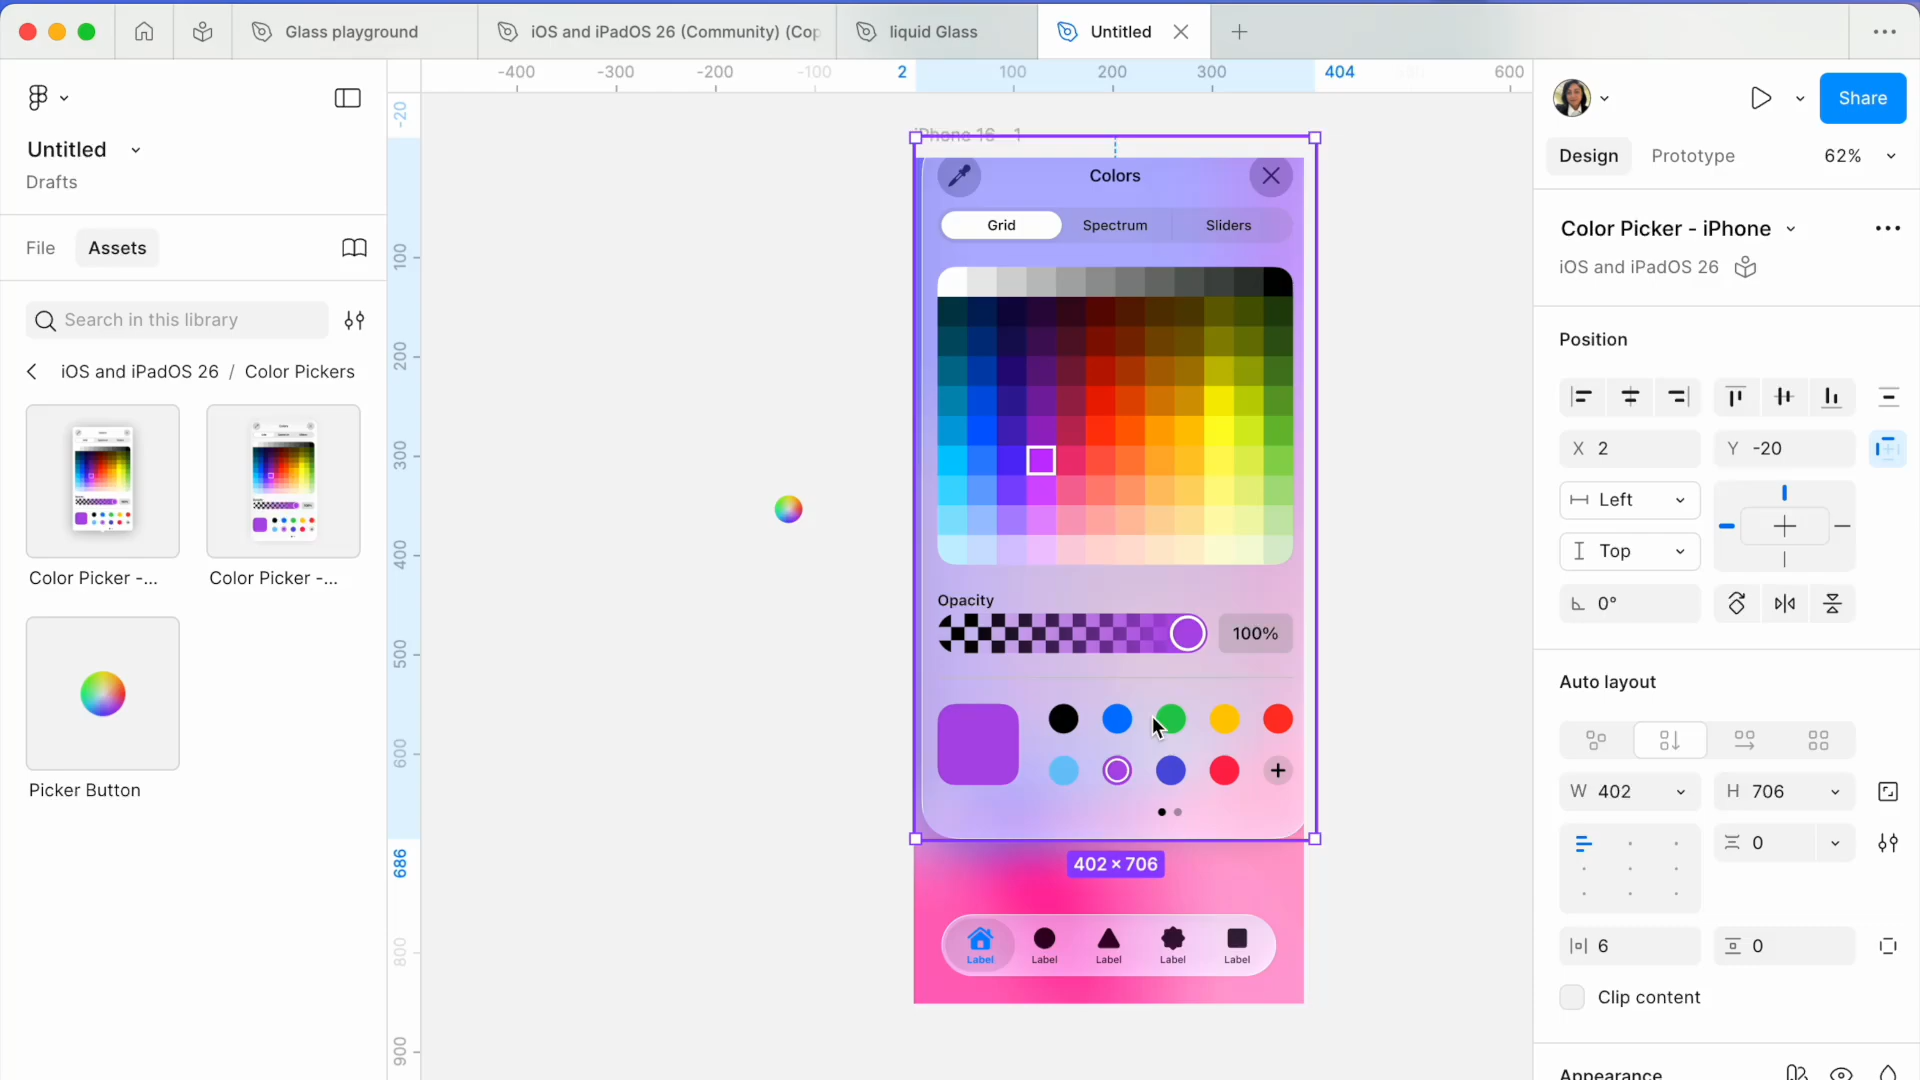 Glass playground
iOS and iPadOS 26 (Community) (Cop
liquid Glass
Untitled
-400 -300 -200 -100 2 100 200 300 404 600
Share
Untitled
Drafts
Design
Prototype
62%
File
Assets
Search in this library
iOS and iPadOS 26 / Color Pickers
Color Picker -...
Color Picker -...
Picker Button
-20
100
200
300
400
500
600
686
800
900
iPhone 16 - 1
Colors
Grid
Spectrum
Sliders
Opacity
100%
402 × 706
Label
Label
Label
Label
Label
Color Picker - iPhone
iOS and iPadOS 26
Position
X 2
Y -20
Left
Top
0°
Auto layout
W 402
H 706
0
6
0
Clip content
Appearance